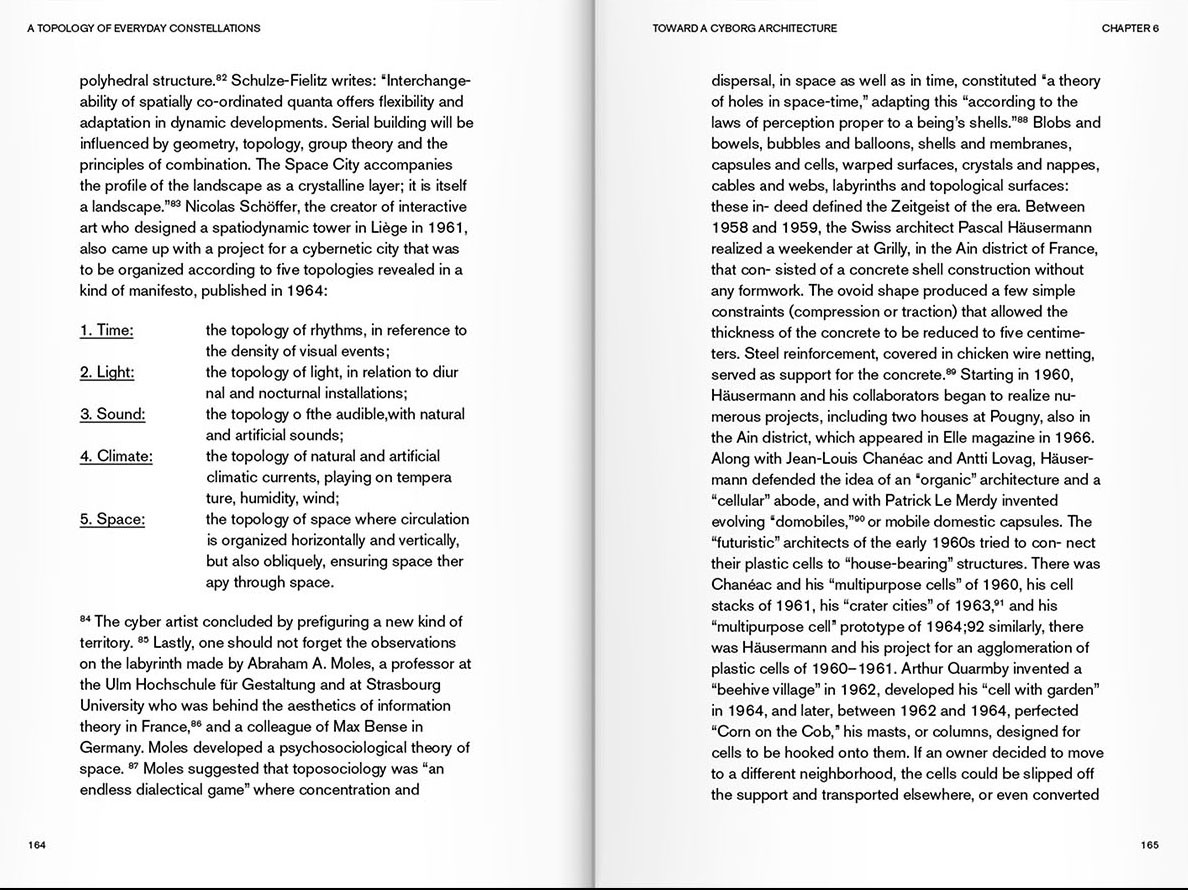 A TOPOLOGY OF EVERYDAY CONSTELLATIONS
polyhedral structure.⁸² Schulze-Fielitz writes: “Interchange-
ability of spatially co-ordinated quanta offers flexibility and
adaptation in dynamic developments. Serial building will be
influenced by geometry, topology, group theory and the
principles of combination. The Space City accompanies
the profile of the landscape as a crystalline layer; it is itself
a landscape.”⁸³ Nicolas Schöffer, the creator of interactive
art who designed a spatiodynamic tower in Liège in 1961,
also came up with a project for a cybernetic city that was
to be organized according to five topologies revealed in a
kind of manifesto, published in 1964:
1. Time: the topology of rhythms, in reference to
the density of visual events;
2. Light: the topology of light, in relation to diur
nal and nocturnal installations;
3. Sound: the topology o fthe audible,with natural
and artificial sounds;
4. Climate: the topology of natural and artificial
climatic currents, playing on tempera
ture, humidity, wind;
5. Space: the topology of space where circulation
is organized horizontally and vertically,
but also obliquely, ensuring space ther
apy through space.
⁸⁴ The cyber artist concluded by prefiguring a new kind of
territory. ⁸⁵ Lastly, one should not forget the observations
on the labyrinth made by Abraham A. Moles, a professor at
the Ulm Hochschule für Gestaltung and at Strasbourg
University who was behind the aesthetics of information
theory in France,⁸⁶ and a colleague of Max Bense in
Germany. Moles developed a psychosociological theory of
space. ⁸⁷ Moles suggested that toposociology was “an
endless dialectical game” where concentration and
164
TOWARD A CYBORG ARCHITECTURE CHAPTER 6
dispersal, in space as well as in time, constituted “a theory
of holes in space-time,” adapting this “according to the
laws of perception proper to a being’s shells.”⁸⁸ Blobs and
bowels, bubbles and balloons, shells and membranes,
capsules and cells, warped surfaces, crystals and nappes,
cables and webs, labyrinths and topological surfaces:
these in- deed defined the Zeitgeist of the era. Between
1958 and 1959, the Swiss architect Pascal Häusermann
realized a weekender at Grilly, in the Ain district of France,
that con- sisted of a concrete shell construction without
any formwork. The ovoid shape produced a few simple
constraints (compression or traction) that allowed the
thickness of the concrete to be reduced to five centime-
ters. Steel reinforcement, covered in chicken wire netting,
served as support for the concrete.⁸⁹ Starting in 1960,
Häusermann and his collaborators began to realize nu-
merous projects, including two houses at Pougny, also in
the Ain district, which appeared in Elle magazine in 1966.
Along with Jean-Louis Chanéac and Antti Lovag, Häuser-
mann defended the idea of an “organic” architecture and a
“cellular” abode, and with Patrick Le Merdy invented
evolving “domobiles,”⁹⁰ or mobile domestic capsules. The
“futuristic” architects of the early 1960s tried to con- nect
their plastic cells to “house-bearing” structures. There was
Chanéac and his “multipurpose cells” of 1960, his cell
stacks of 1961, his “crater cities” of 1963,⁹¹ and his
“multipurpose cell” prototype of 1964;92 similarly, there
was Häusermann and his project for an agglomeration of
plastic cells of 1960–1961. Arthur Quarmby invented a
“beehive village” in 1962, developed his “cell with garden”
in 1964, and later, between 1962 and 1964, perfected
“Corn on the Cob,” his masts, or columns, designed for
cells to be hooked onto them. If an owner decided to move
to a different neighborhood, the cells could be slipped off
the support and transported elsewhere, or even converted
165